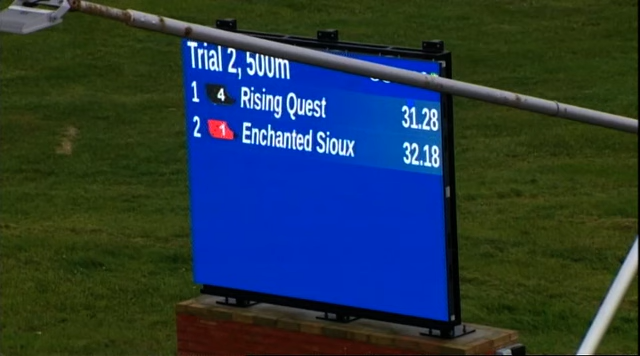 Trial 2, 500m
1 4 Rising Quest 31.28
2 1 Enchanted Sioux 32.18